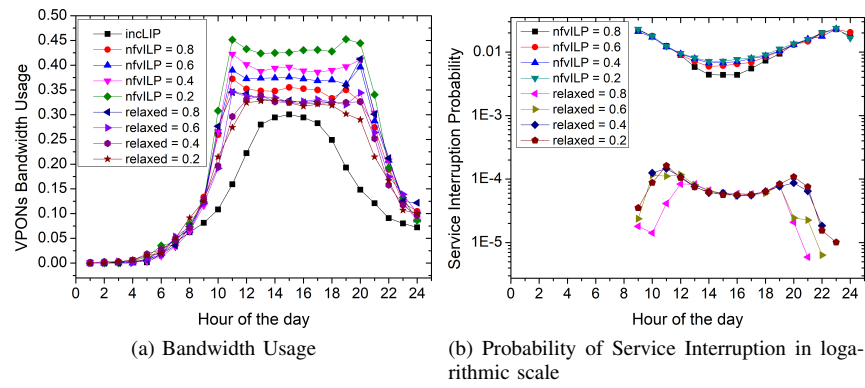 VPONs Bandwidth Usage
0.50
0.45
0.40
0.35
0.30
0.25
0.20
0.15
0.10
0.05
0.00
incLIP
nfvILP = 0.8
nfvILP = 0.6
nfvILP = 0.4
nfvILP = 0.2
relaxed = 0.8
relaxed = 0.6
relaxed = 0.4
relaxed = 0.2
0 2 4 6 8 10 12 14 16 18 20 22 24
Hour of the day
(a) Bandwidth Usage
Service Interruption Probability
0.01
1E-3
1E-4
1E-5
nfvILP = 0.8
nfvILP = 0.6
nfvILP = 0.4
nfvILP = 0.2
relaxed = 0.8
relaxed = 0.6
relaxed = 0.4
relaxed = 0.2
0 2 4 6 8 10 12 14 16 18 20 22 24
Hour of the day
(b) Probability of Service Interruption in loga-
rithmic scale